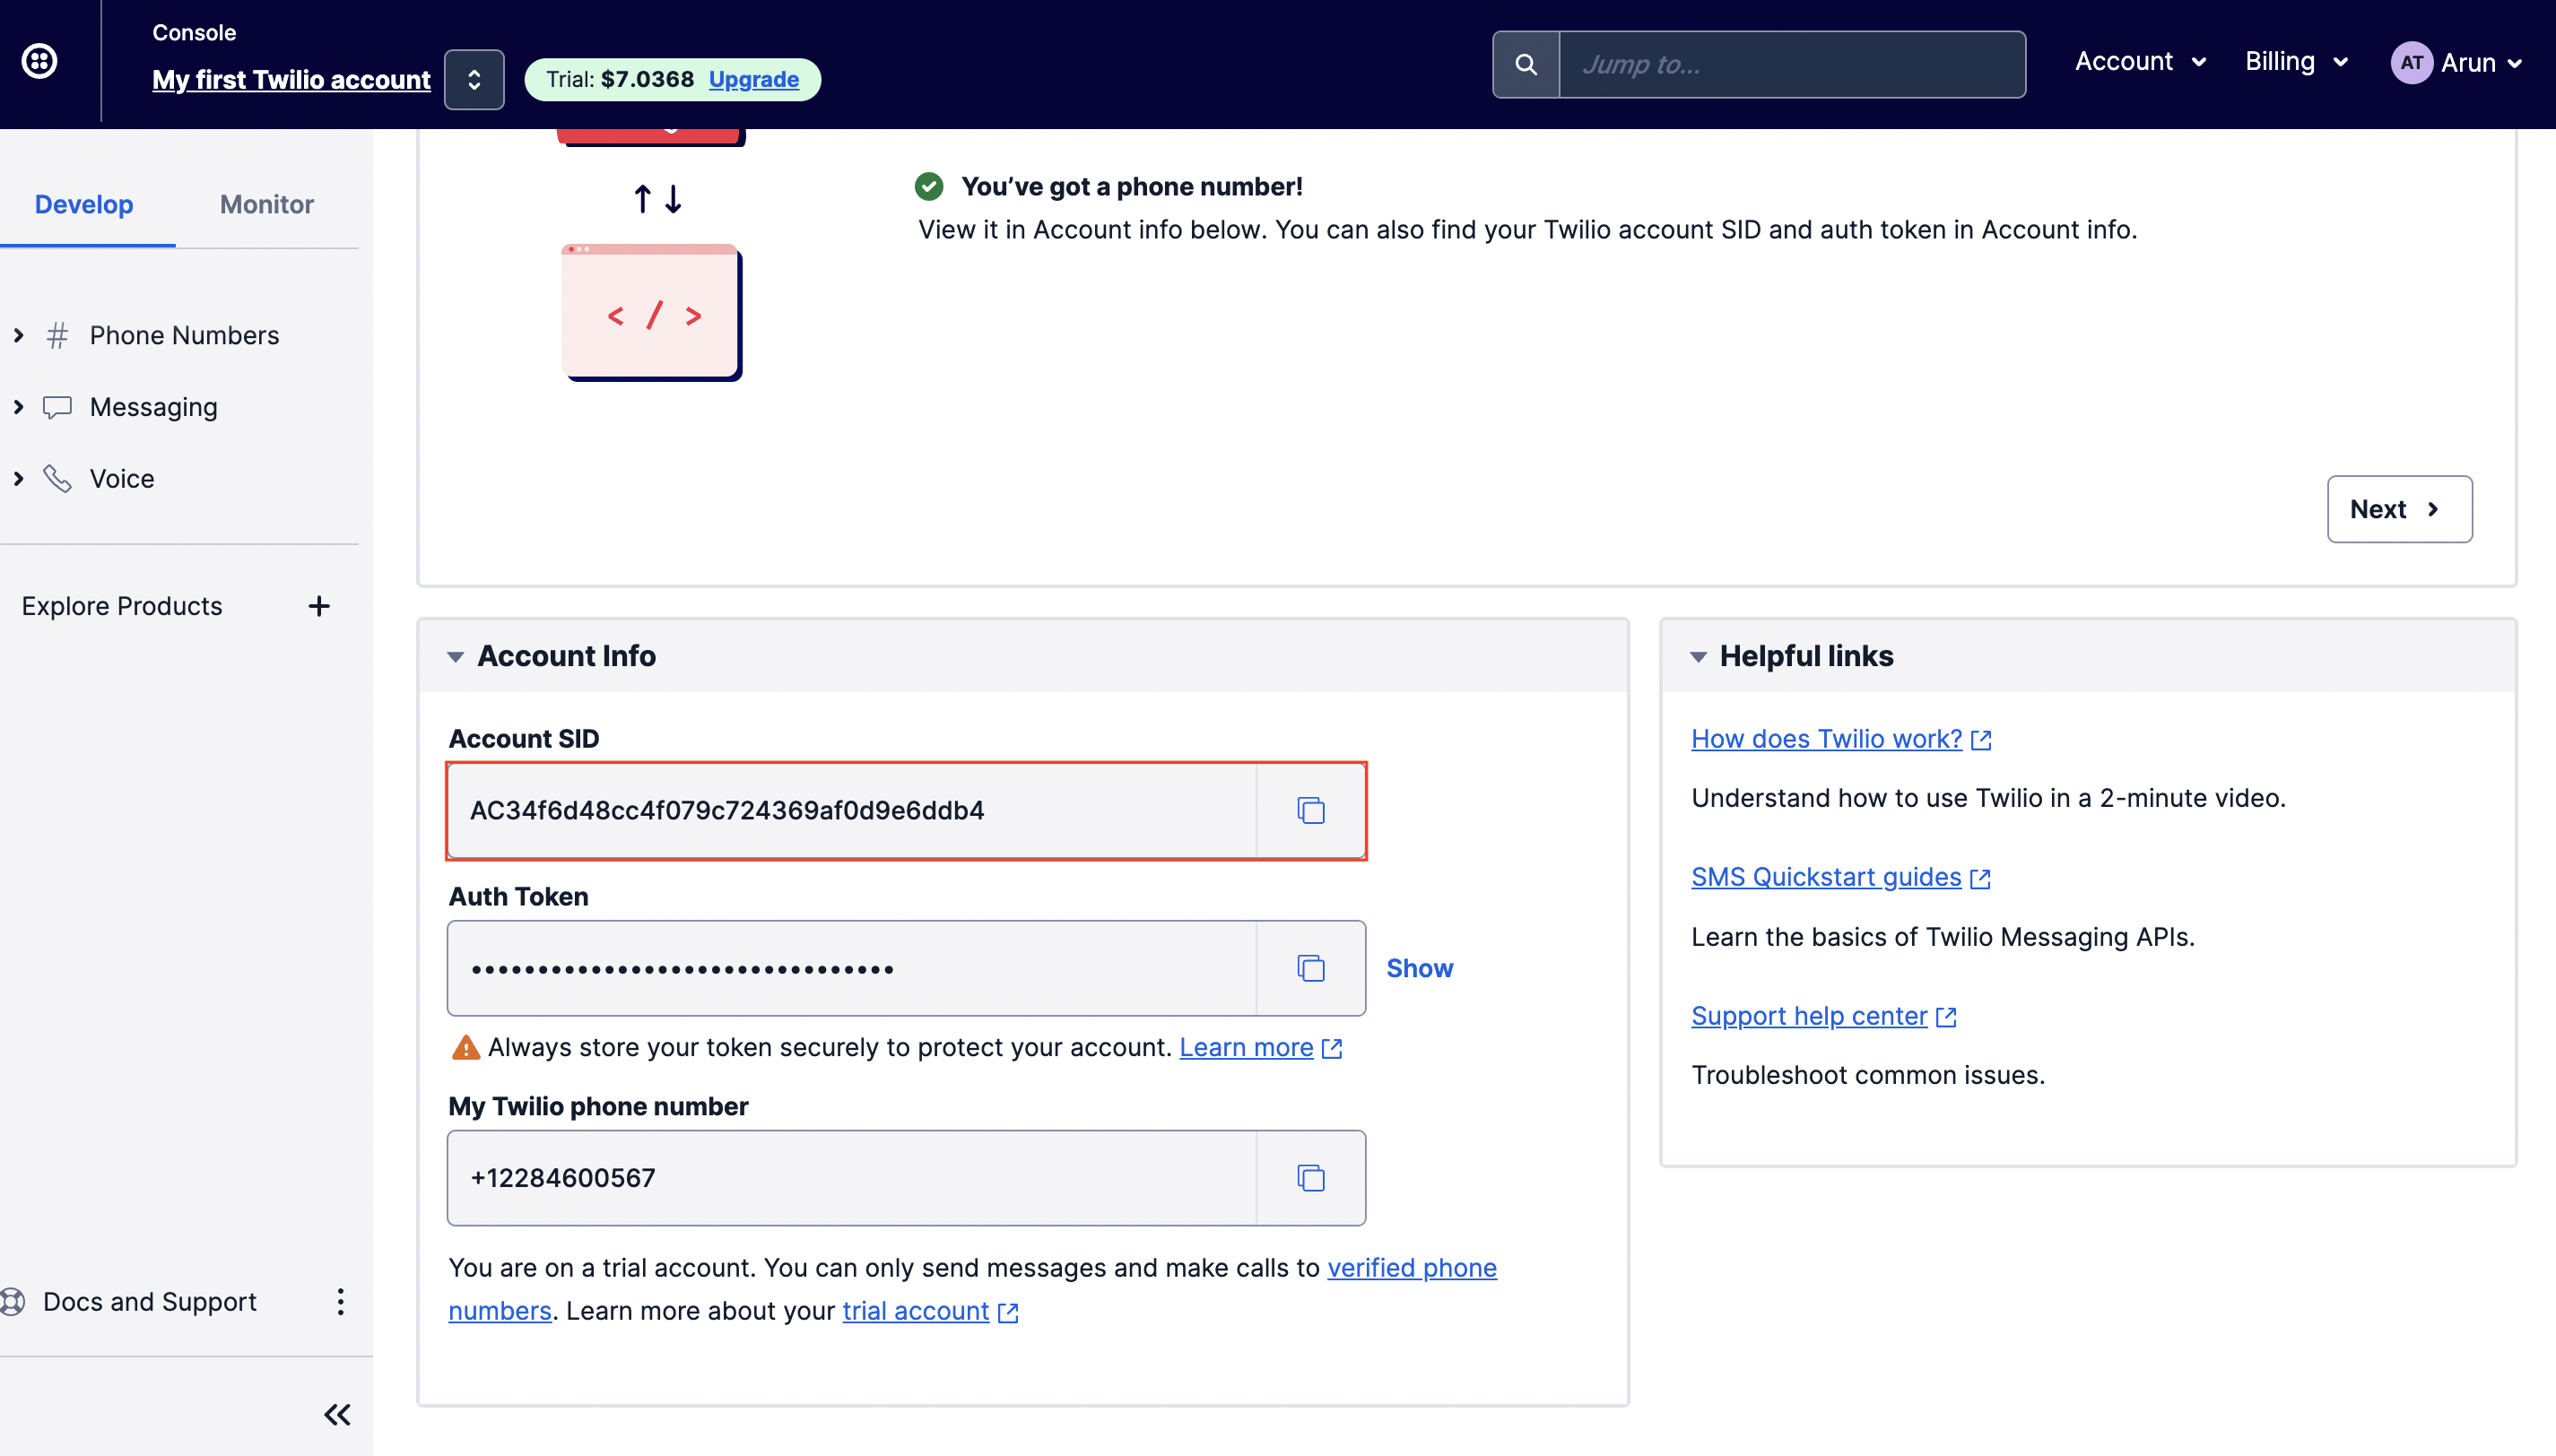 Console
My first Twilio account
Trial: $7.0368 Upgrade
Jump to...
Account
Billing
AT Arun
Develop
Monitor
Phone Numbers
Messaging
Voice
Explore Products
Docs and Support
You’ve got a phone number!
View it in Account info below. You can also find your Twilio account SID and auth token in Account info.
< / >
Next
Account Info
Account SID
AC34f6d48cc4f079c724369af0d9e6ddb4
Auth Token
••••••••••••••••••••••••••••••••
Show
Always store your token securely to protect your account. Learn more
My Twilio phone number
+12284600567
You are on a trial account. You can only send messages and make calls to verified phone
numbers. Learn more about your trial account
Helpful links
How does Twilio work?
Understand how to use Twilio in a 2-minute video.
SMS Quickstart guides
Learn the basics of Twilio Messaging APIs.
Support help center
Troubleshoot common issues.